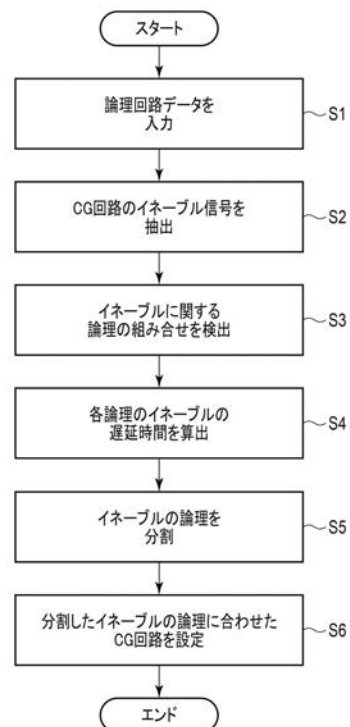 スタート
論理回路データを
入力
S1
CG回路のイネーブル信号を
抽出
S2
イネーブルに関する
論理の組み合せを検出
S3
各論理のイネーブルの
遅延時間を算出
S4
イネーブルの論理を
分割
S5
分割したイネーブルの論理に合わせた
CG回路を設定
S6
エンド